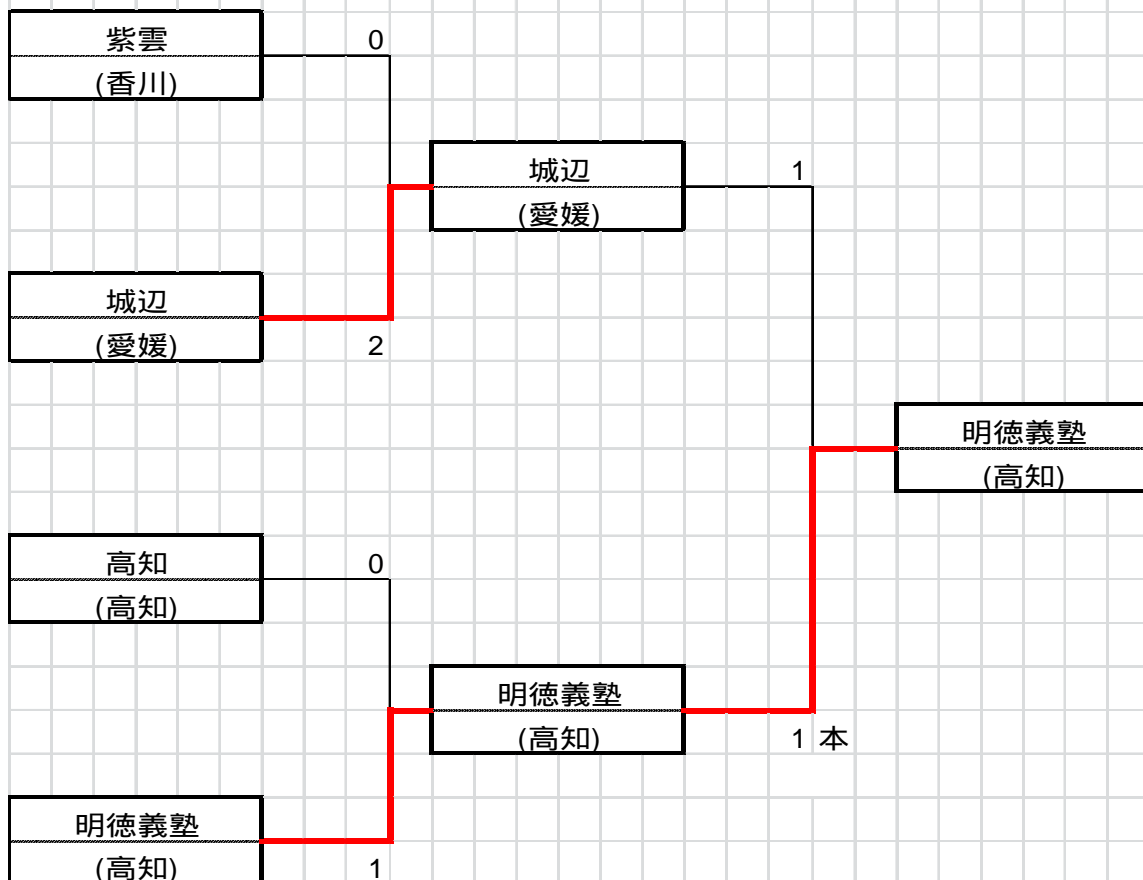 紫雲
0
(香川)
城辺
1
(愛媛)
城辺
(愛媛)
2
明徳義塾
(高知)
高知
0
(高知)
明徳義塾
(高知)
1 本
明徳義塾
(高知)
1